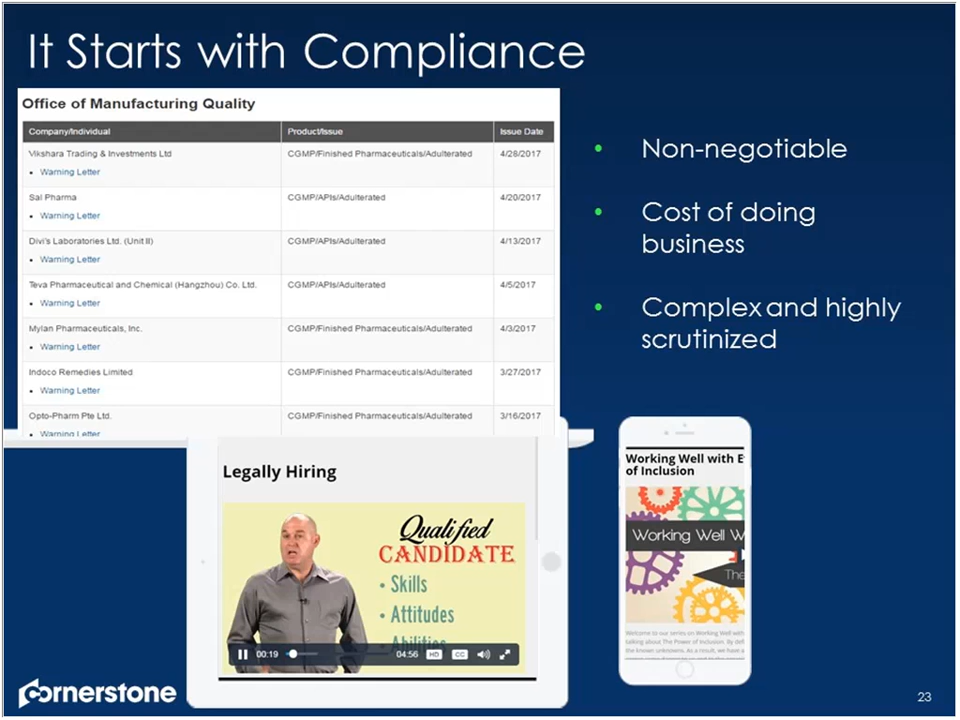 It Starts with Compliance
Office of Manufacturing Quality
Company/Individual Product/Issue Issue Date
Vikshara Trading & Investments Ltd CGMP/Finished Pharmaceuticals/Adulterated 4/28/2017
Warning Letter
Sal Pharma CGMP/APIs/Adulterated 4/20/2017
Warning Letter
Divi's Laboratories Ltd. (Unit II) CGMP/APIs/Adulterated 4/13/2017
Warning Letter
Teva Pharmaceutical and Chemical (Hangzhou) Co. Ltd. CGMP/APIs/Adulterated 4/5/2017
Warning Letter
Mylan Pharmaceuticals, Inc. CGMP/Finished Pharmaceuticals/Adulterated 4/3/2017
Warning Letter
Indoco Remedies Limited CGMP/Finished Pharmaceuticals/Adulterated 3/27/2017
Warning Letter
Opto-Pharm Pte Ltd. CGMP/Finished Pharmaceuticals/Adulterated 3/16/2017
Warning Letter
• Non-negotiable
• Cost of doing
business
• Complex and highly
scrutinized
Legally Hiring
Qualified
CANDIDATE
• Skills
• Attitudes
• Abilities
00:19 04:56 HD CC
Working Well with E
of Inclusion
Working Well W
The
Welcome to our series on Working Well with
talking about The Power of Inclusion. By def
the known unknowns. As a result, we have a
cornerstone
23